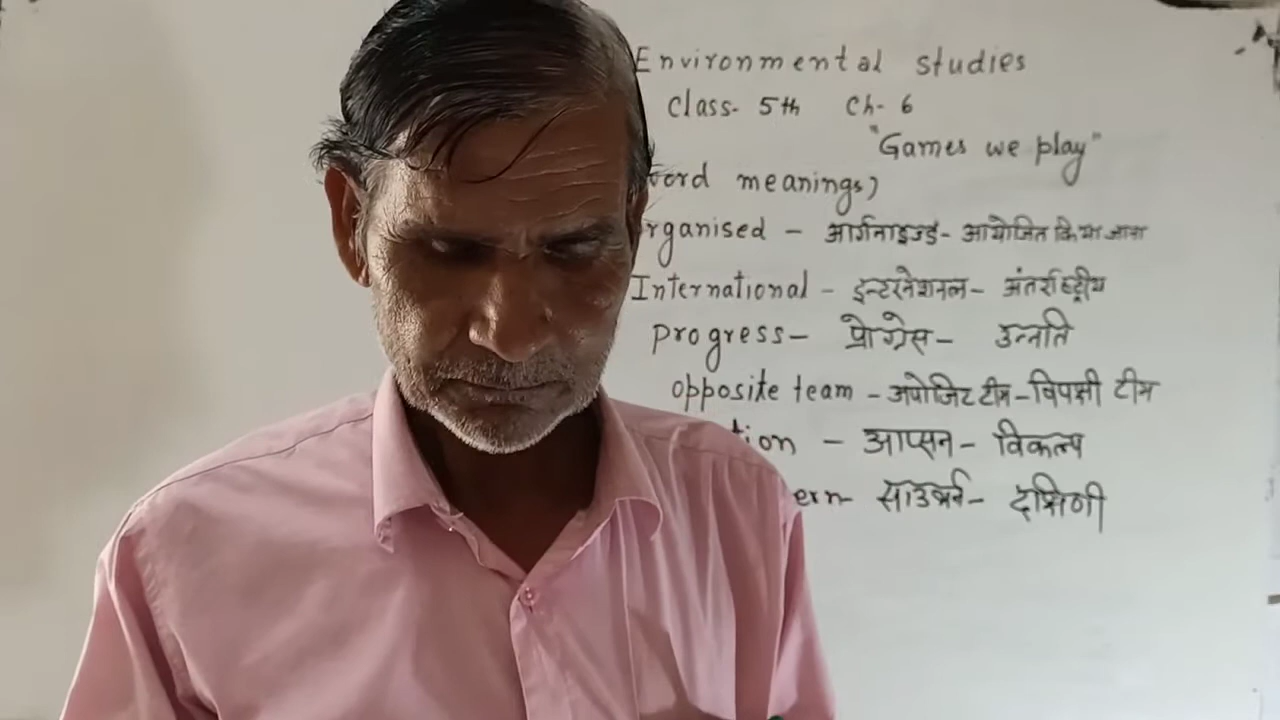 Environmental studies
Class- 5th Ch- 6
"Games we play"
meanings)
rganised - आर्गनाइज्ड- आयोजित किया जाना
International - इन्टरनेशनल- अंतर्राष्ट्रीय
progress- प्रोग्रेस- उन्नति
opposite team - अपोजिट टीम-विपक्षी टीम
tion - आप्सन- विकल्प
ern- साउथर्न- दक्षिणी